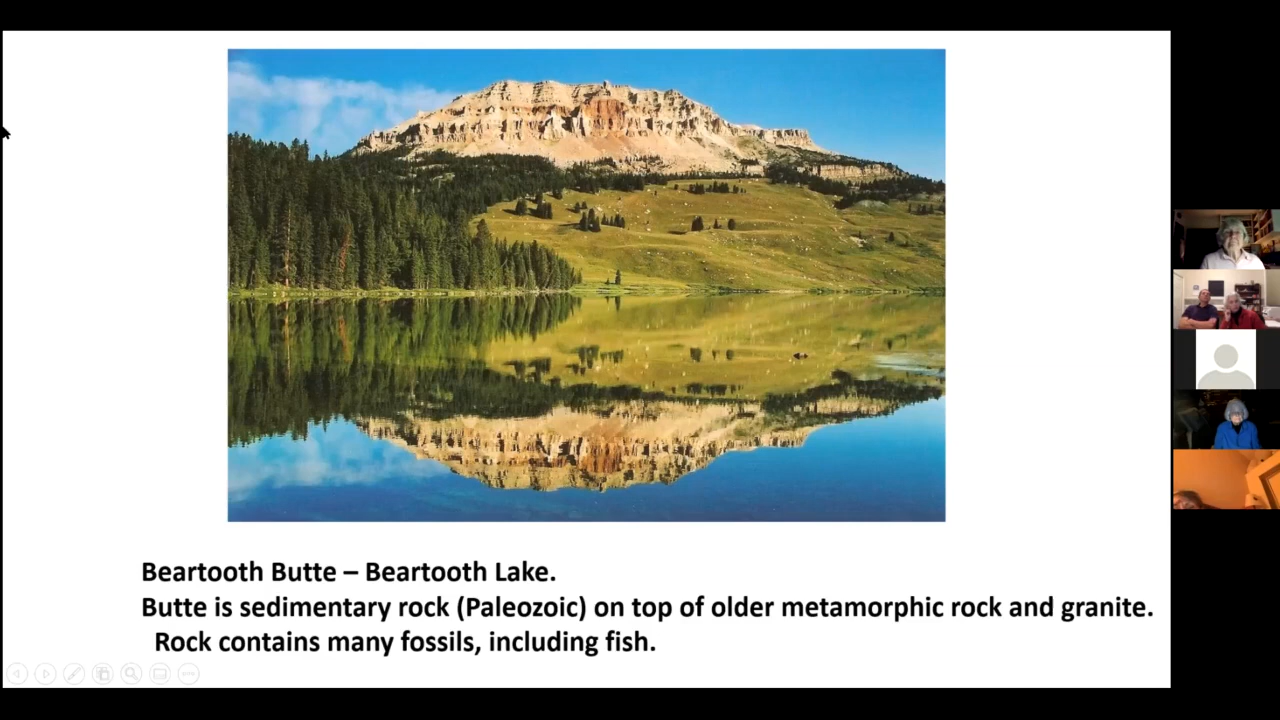 Beartooth Butte – Beartooth Lake.
Butte is sedimentary rock (Paleozoic) on top of older metamorphic rock and granite.
Rock contains many fossils, including fish.